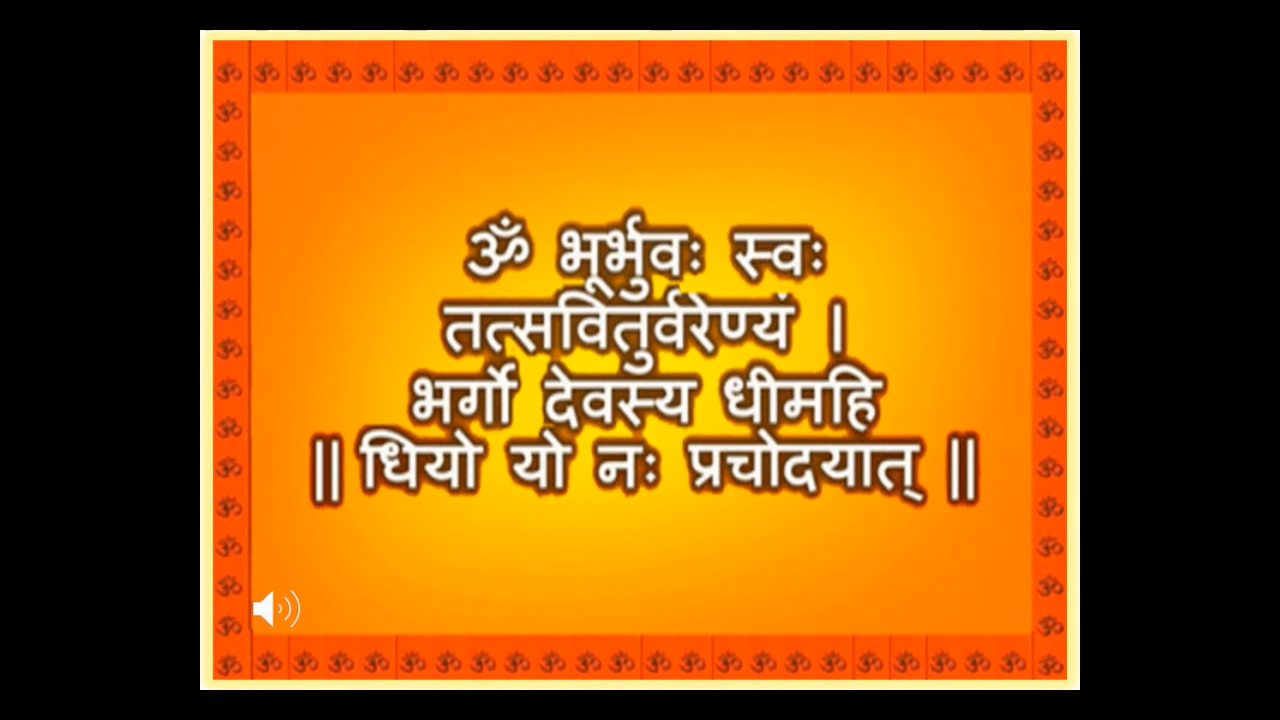 ॐ भूर्भुवः स्वः
तत्सवितुर्वरेण्यं ।
भर्गो देवस्य धीमहि
॥ धियो यो नः प्रचोदयात् ॥